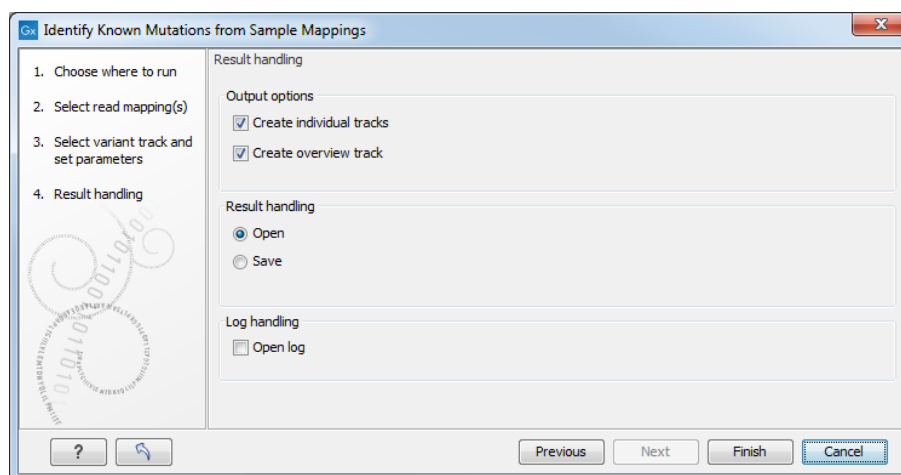 Gx Identify Known Mutations from Sample Mappings
1. Choose where to run
2. Select read mapping(s)
3. Select variant track and
set parameters
4. Result handling
Result handling
Output options
Create individual tracks
Create overview track
Result handling
Open
Save
Log handling
Open log
?
Previous
Next
Finish
Cancel